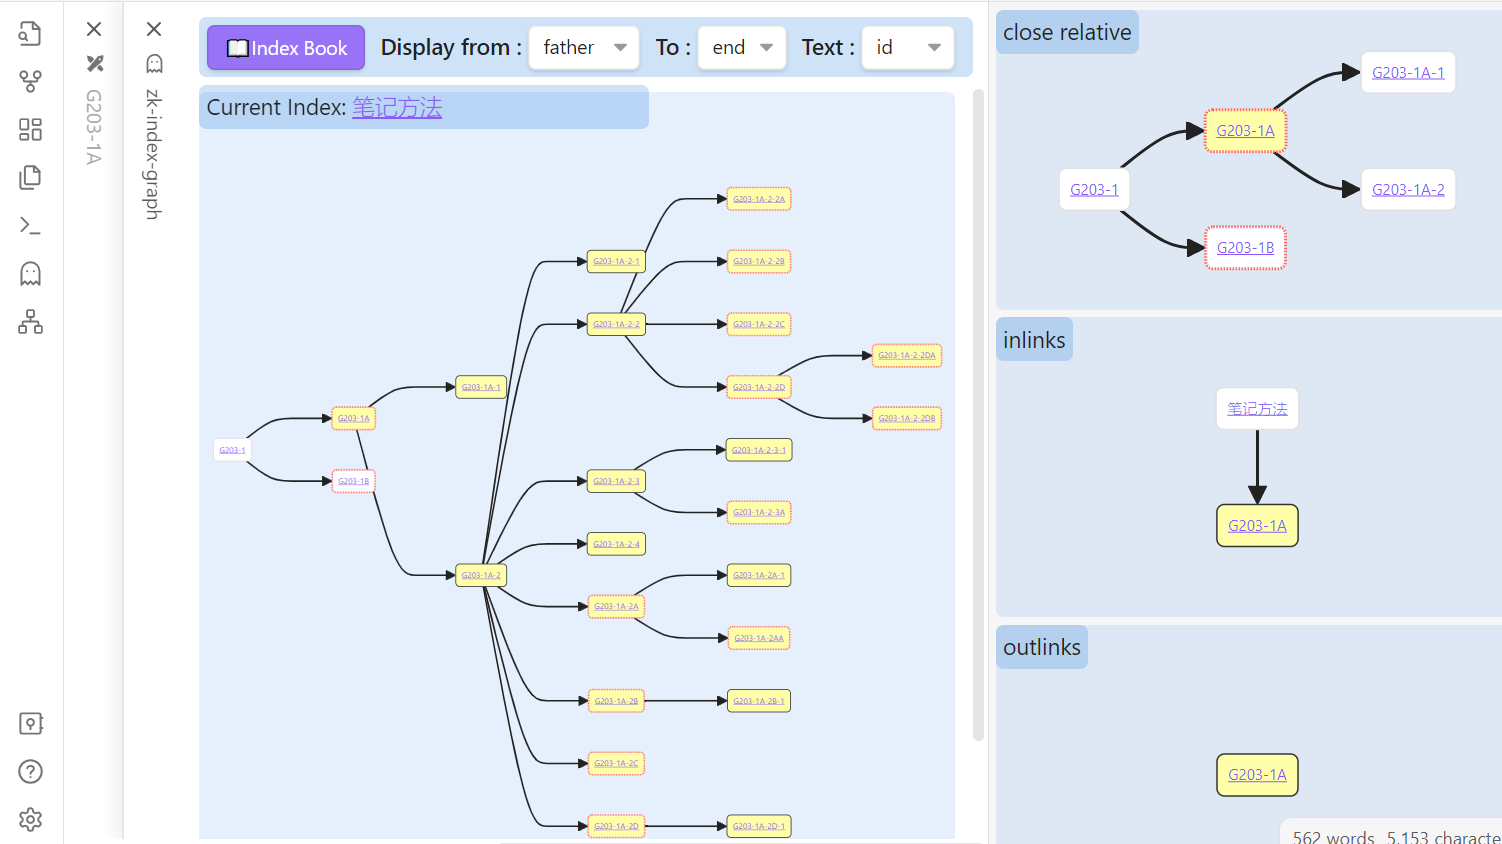 G203-1A
zk-index-graph
Index Book
Display from : father To : end Text : id
Current Index: 笔记方法
G203-1A-2-2A
G203-1A-2-1
G203-1A-2-2B
G203-1A-2-2
G203-1A-2-2C
G203-1A-2-2DA
G203-1A-1
G203-1A-2-2D
G203-1A
G203-1A-2-2DB
G203-1
G203-1A-2-3-1
G203-1B
G203-1A-2-3
G203-1A-2-3A
G203-1A-2-4
G203-1A-2
G203-1A-2A-1
G203-1A-2A
G203-1A-2AA
G203-1A-2B
G203-1A-2B-1
G203-1A-2C
G203-1A-2D
G203-1A-2D-1
close relative
G203-1A-1
G203-1A
G203-1
G203-1A-2
G203-1B
inlinks
笔记方法
G203-1A
outlinks
G203-1A
562 words 5,153 characte